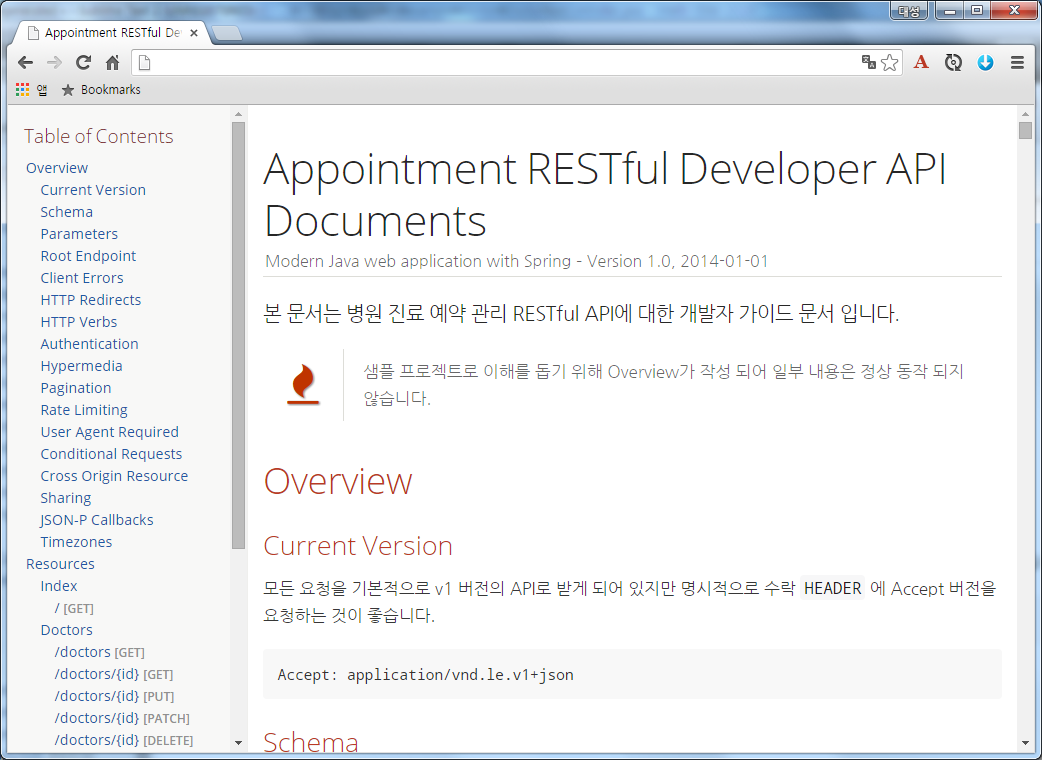 대성
Appointment RESTful De
앱
Bookmarks
Table of Contents
Overview
Current Version
Schema
Parameters
Root Endpoint
Client Errors
HTTP Redirects
HTTP Verbs
Authentication
Hypermedia
Pagination
Rate Limiting
User Agent Required
Conditional Requests
Cross Origin Resource
Sharing
JSON-P Callbacks
Timezones
Resources
Index
/ [GET]
Doctors
/doctors [GET]
/doctors/{id} [GET]
/doctors/{id} [PUT]
/doctors/{id} [PATCH]
/doctors/{id} [DELETE]
Appointment RESTful Developer API
Documents
Modern Java web application with Spring – Version 1.0, 2014-01-01
본 문서는 병원 진료 예약 관리 RESTful API에 대한 개발자 가이드 문서 입니다.
샘플 프로젝트로 이해를 돕기 위해 Overview가 작성 되어 일부 내용은 정상 동작 되지
않습니다.
Overview
Current Version
모든 요청을 기본적으로 v1 버전의 API로 받게 되어 있지만 명시적으로 수락 HEADER 에 Accept 버전을
요청하는 것이 좋습니다.
Accept: application/vnd.le.v1+json
Schema